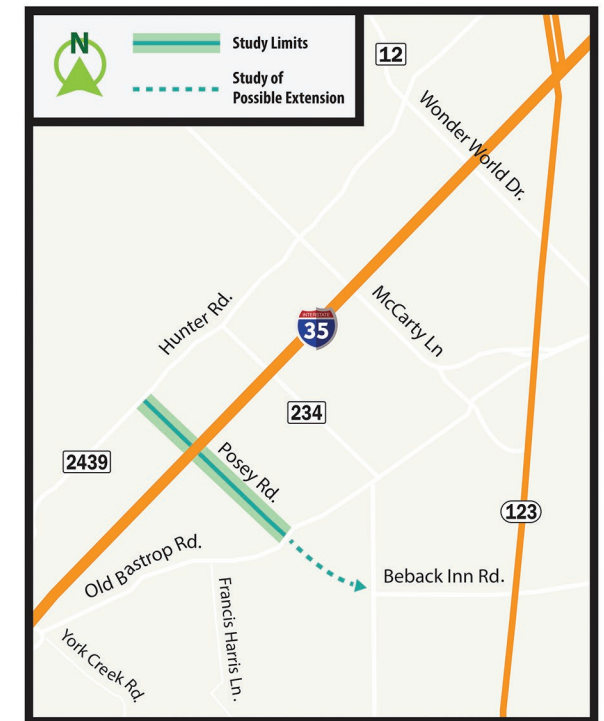 N
Study Limits
Study of
Possible Extension
12
Wonder World Dr.
Hunter Rd.
INTERSTATE
35
McCarty Ln
234
Posey Rd.
2439
123
Old Bastrop Rd.
Beback Inn Rd.
Francis Harris Ln.
York Creek Rd.